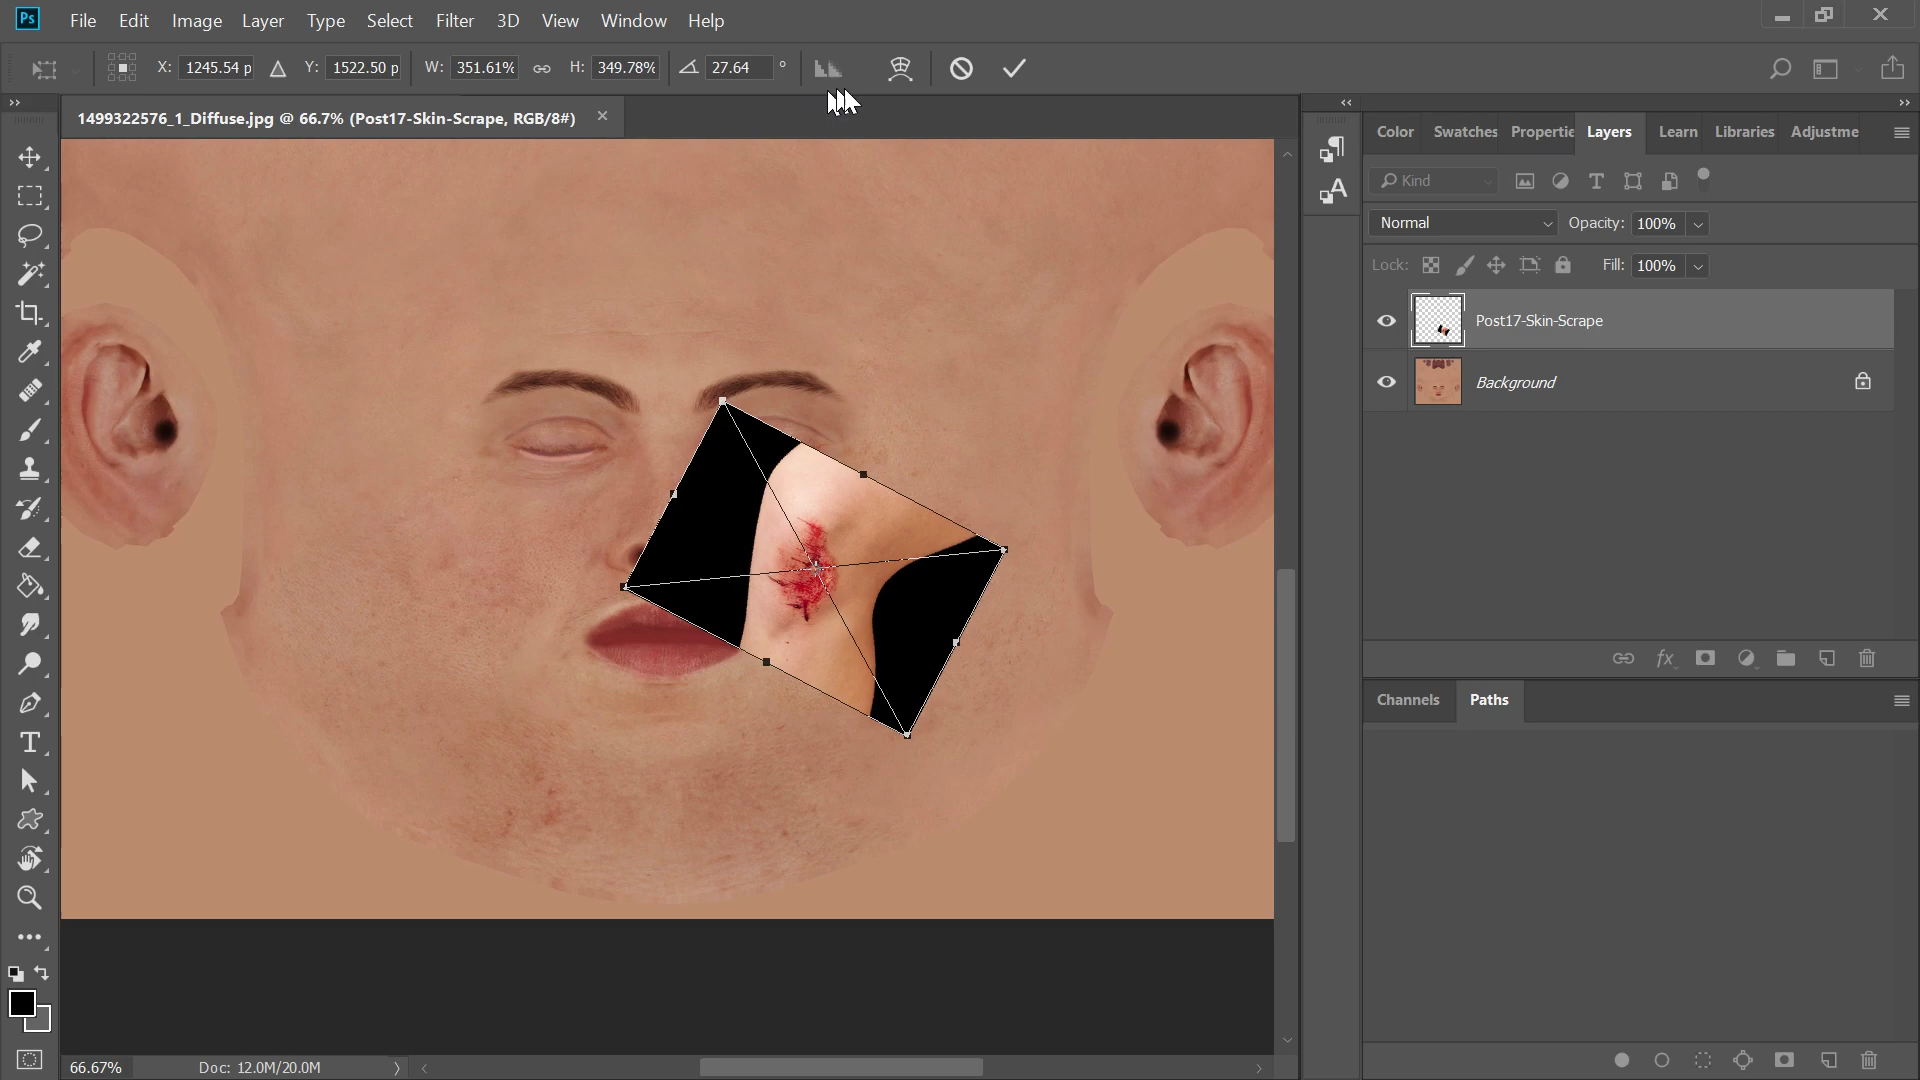 Ps File Edit Image Layer Type Select Filter 3D View Window Help
X: 1245.54 p Y: 1522.50 p W: 351.61% H: 349.78% 27.64 °
1499322576_1_Diffuse.jpg @ 66.7% (Post17-Skin-Scrape, RGB/8#) ×
Color Swatches Propertie Layers Learn Libraries Adjustme
Kind
Normal Opacity: 100%
Lock: Fill: 100%
Post17-Skin-Scrape
Background
fx
Channels Paths
66.67% Doc: 12.0M/20.0M